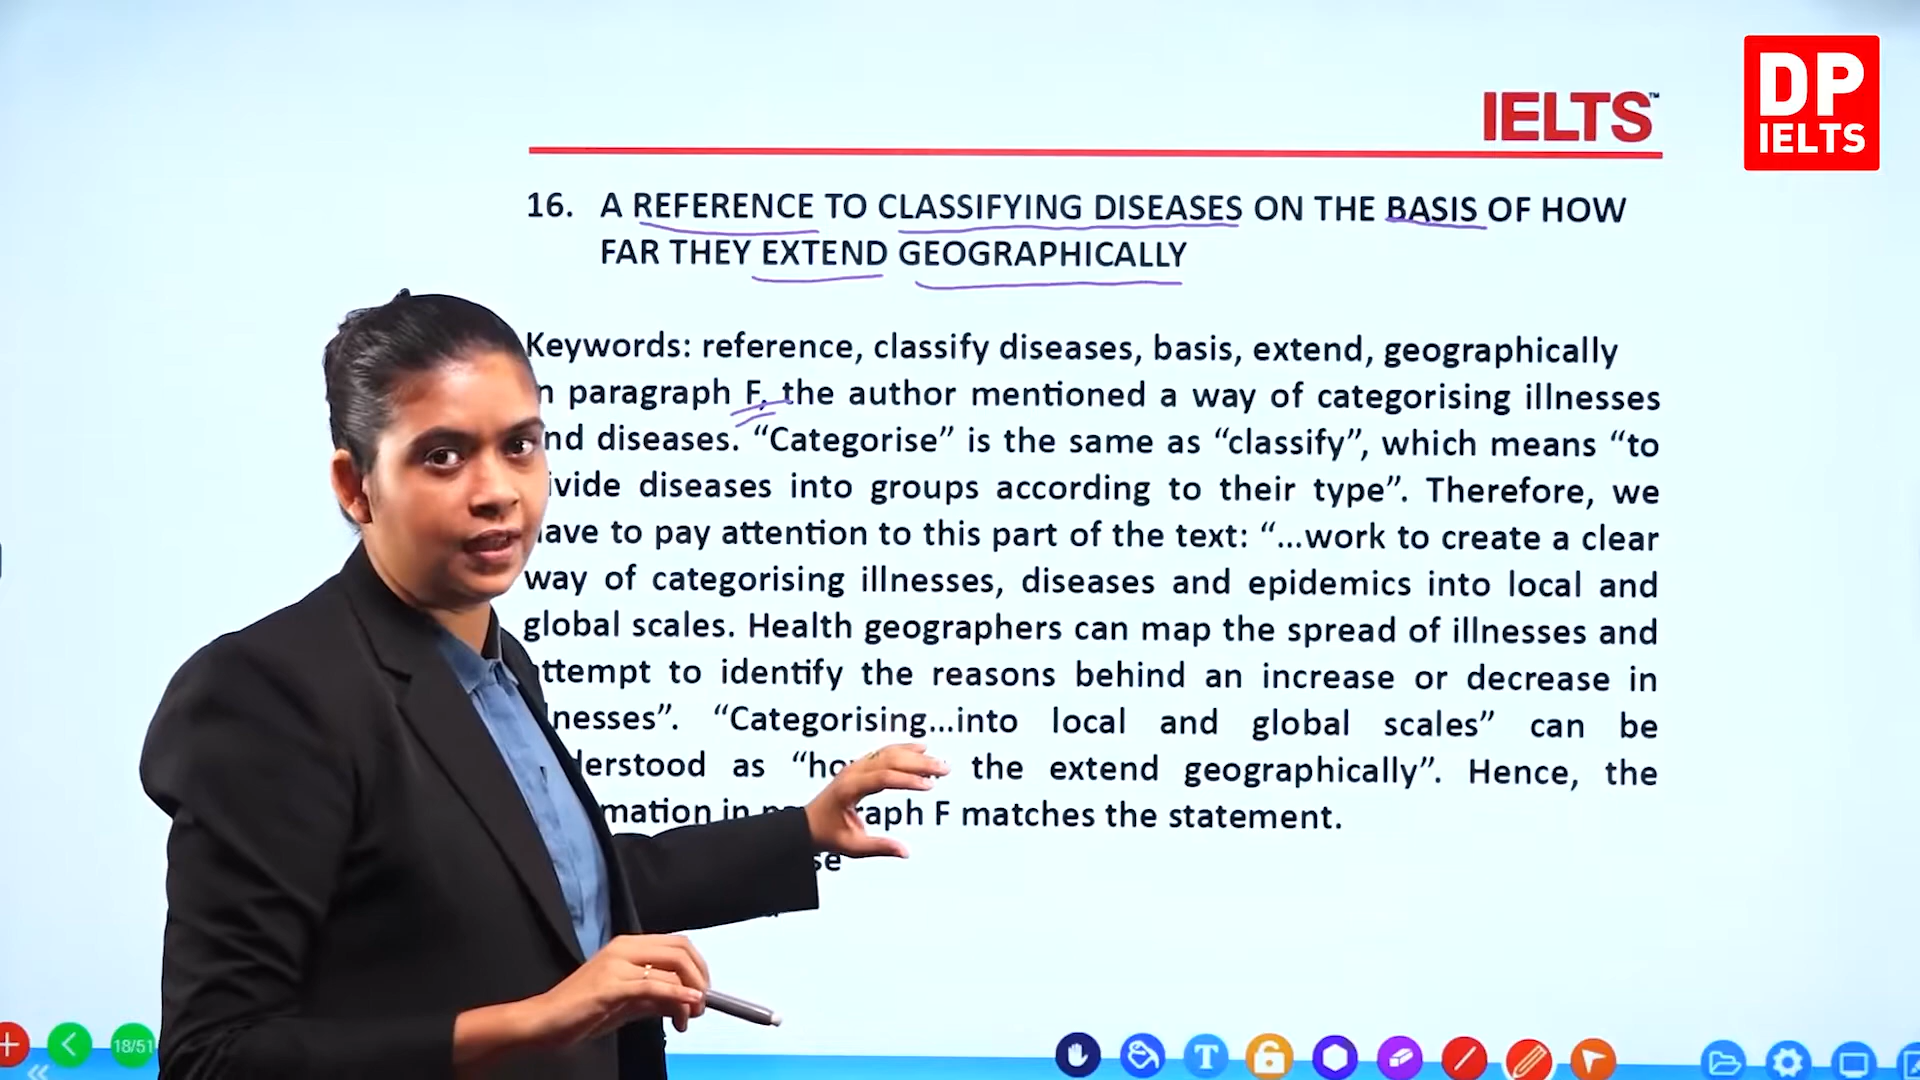 DP
IELTS
IELTS™
16. A REFERENCE TO CLASSIFYING DISEASES ON THE BASIS OF HOW
FAR THEY EXTEND GEOGRAPHICALLY
Keywords: reference, classify diseases, basis, extend, geographically
n paragraph F, the author mentioned a way of categorising illnesses
nd diseases. “Categorise” is the same as “classify”, which means “to
ivide diseases into groups according to their type”. Therefore, we
ave to pay attention to this part of the text: “...work to create a clear
way of categorising illnesses, diseases and epidemics into local and
global scales. Health geographers can map the spread of illnesses and
ttempt to identify the reasons behind an increase or decrease in
lnesses”. “Categorising...into local and global scales” can be
derstood as “ho the extend geographically”. Hence, the
mation in raph F matches the statement.
se
18/51
T